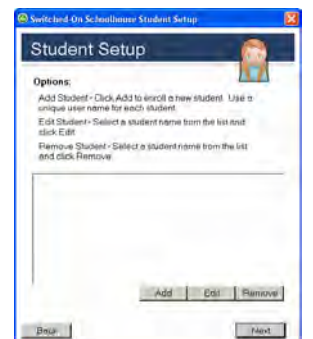 Switched-On Schoolhouse Student Setup
Student Setup
Options:
Add Student - Click Add to enroll a new student. Use a
unique user name for each student.
Edit Student - Select a student name from the list and
click Edit.
Remove Student - Select a student name from the list
and click Remove.
Add Edit Remove
Back Next